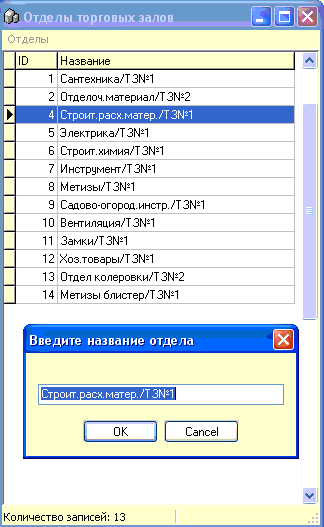 Отделы торговых залов
Отделы
ID Название
1 Сантехника/ТЗ№1
2 Отделоч.материал/ТЗ№2
4 Строит.расх.матер./ТЗ№1
5 Электрика/ТЗ№1
6 Строит.химия/ТЗ№1
7 Инструмент/ТЗ№1
8 Метизы/ТЗ№1
9 Садово-огород.инстр./ТЗ№1
10 Вентиляция/ТЗ№1
11 Замки/ТЗ№1
12 Хоз.товары/ТЗ№1
13 Отдел колеровки/ТЗ№2
14 Метизы блистер/ТЗ№1
Введите название отдела
Строит.расх.матер./ТЗ№1
OK Cancel
Количество записей: 13